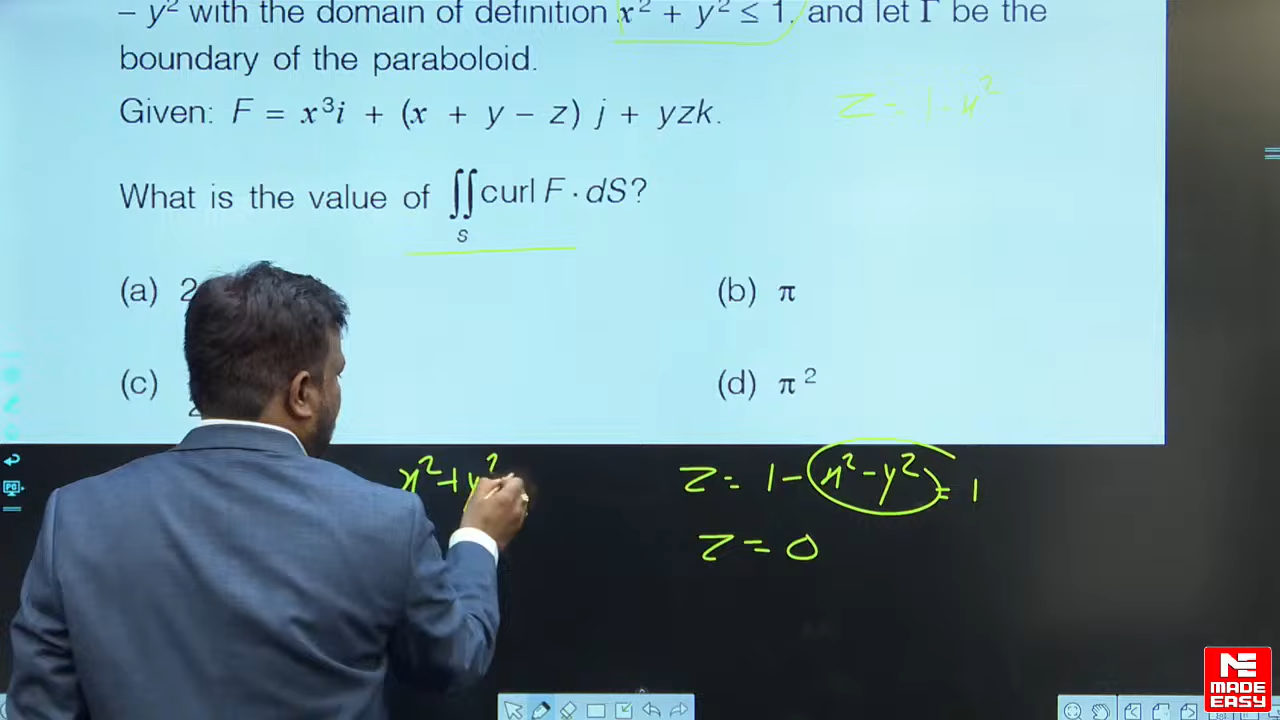 – y² with the domain of definition x² + y² ≤ 1, and let Γ be the
boundary of the paraboloid.
Given: F = x³i + (x + y – z) j + yzk.
z = 1 - x²
What is the value of ∬ curl F · dS?
S
(a) 2
(b) π
(c)
(d) π²
x² + y²
z = 1 - x² - y² = 1
z = 0
MADE
EASY